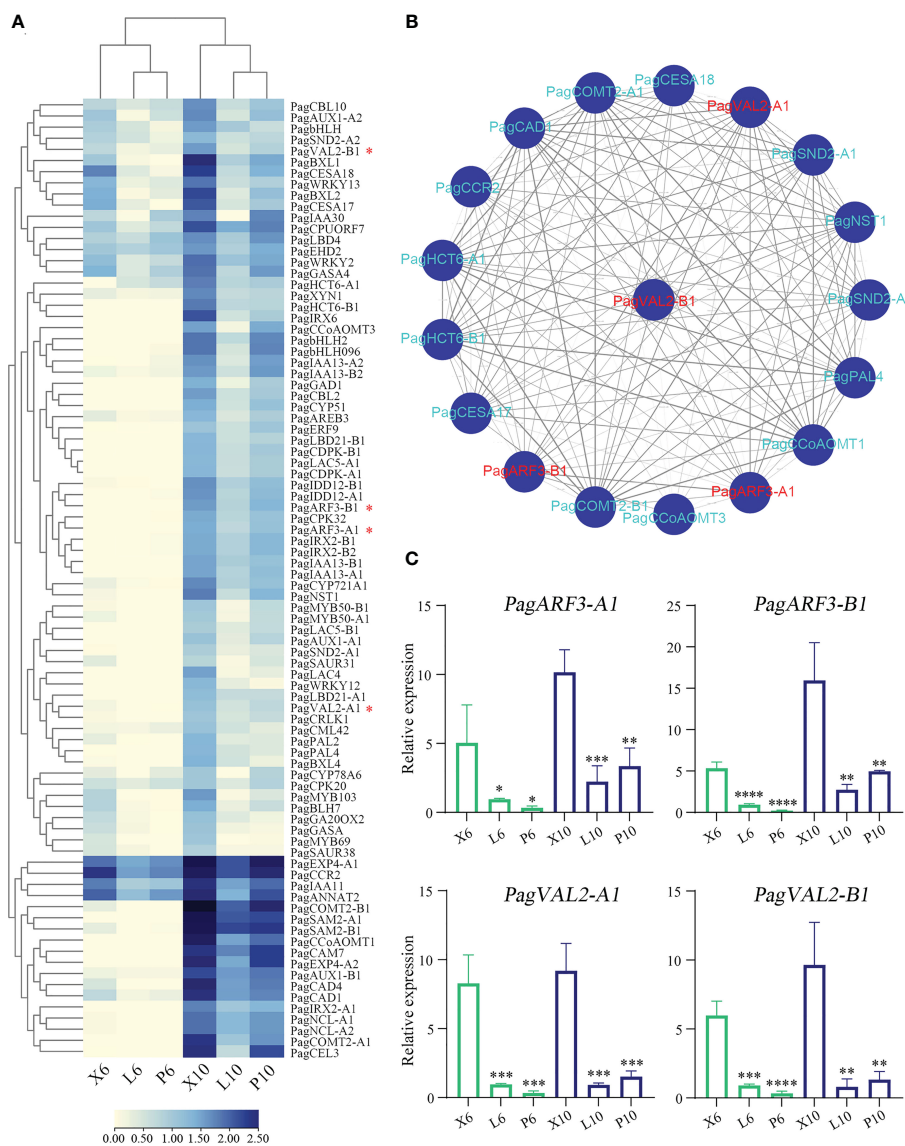 A
PagCBL10
PagAUX1-A2
PagbHLH
PagSND2-A2
PagVAL2-B1 *
PagBXL1
PagCESA18
PagWRKY13
PagBXL2
PagCESA17
PagIAA30
PagCPUORF7
PagLBD4
PagEHD2
PagWRKY2
PagGASA4
PagHCT6-A1
PagXYN1
PagHCT6-B1
PagIRX6
PagCCoAOMT3
PagbHLH2
PagbHLH096
PagIAA13-A2
PagIAA13-B2
PagGAD1
PagCBL2
PagCYP51
PagAREB3
PagERF9
PagLBD21-B1
PagCDPK-B1
PagLAC5-A1
PagCDPK-A1
PagIDD12-B1
PagIDD12-A1
PagARF3-B1 *
PagCPK32
PagARF3-A1 *
PagIRX2-B1
PagIRX2-B2
PagIAA13-B1
PagIAA13-A1
PagCYP721A1
PagNST1
PagMYB50-B1
PagMYB50-A1
PagLAC5-B1
PagAUX1-A1
PagSND2-A1
PagSAUR31
PagLAC4
PagWRKY12
PagLBD21-A1
PagVAL2-A1 *
PagCRLK1
PagCML42
PagPAL2
PagPAL4
PagBXL4
PagCYP78A6
PagCPK20
PagMYB103
PagBLH7
PagGA20OX2
PagGASA
PagMYB69
PagSAUR38
PagEXP4-A1
PagCCR2
PagIAA11
PagANNAT2
PagCOMT2-B1
PagSAM2-A1
PagSAM2-B1
PagCCoAOMT1
PagCAM7
PagEXP4-A2
PagAUX1-B1
PagCAD4
PagCAD1
PagIRX2-A1
PagNCL-A1
PagNCL-A2
PagCOMT2-A1
PagCEL3
X6 L6 P6 X10 L10 P10
0.00 0.50 1.00 1.50 2.00 2.50
B
PagCESA18
PagCOMT2-A1
PagVAL2-A1
PagCAD1
PagSND2-A1
PagCCR2
PagNST1
PagHCT6-A1
PagVAL2-B1
PagSND2-A
PagHCT6-B1
PagPAL4
PagCESA17
PagCCoAOMT1
PagARF3-B1
PagARF3-A1
PagCOMT2-B1
PagCCoAOMT3
C
PagARF3-A1
Relative expression
15
10
5
0
* * *** **
X6 L6 P6 X10 L10 P10
PagARF3-B1
25
20
15
10
5
0
**** **** ** **
X6 L6 P6 X10 L10 P10
PagVAL2-A1
Relative expression
15
10
5
0
*** *** *** ***
X6 L6 P6 X10 L10 P10
PagVAL2-B1
15
10
5
0
*** **** ** **
X6 L6 P6 X10 L10 P10